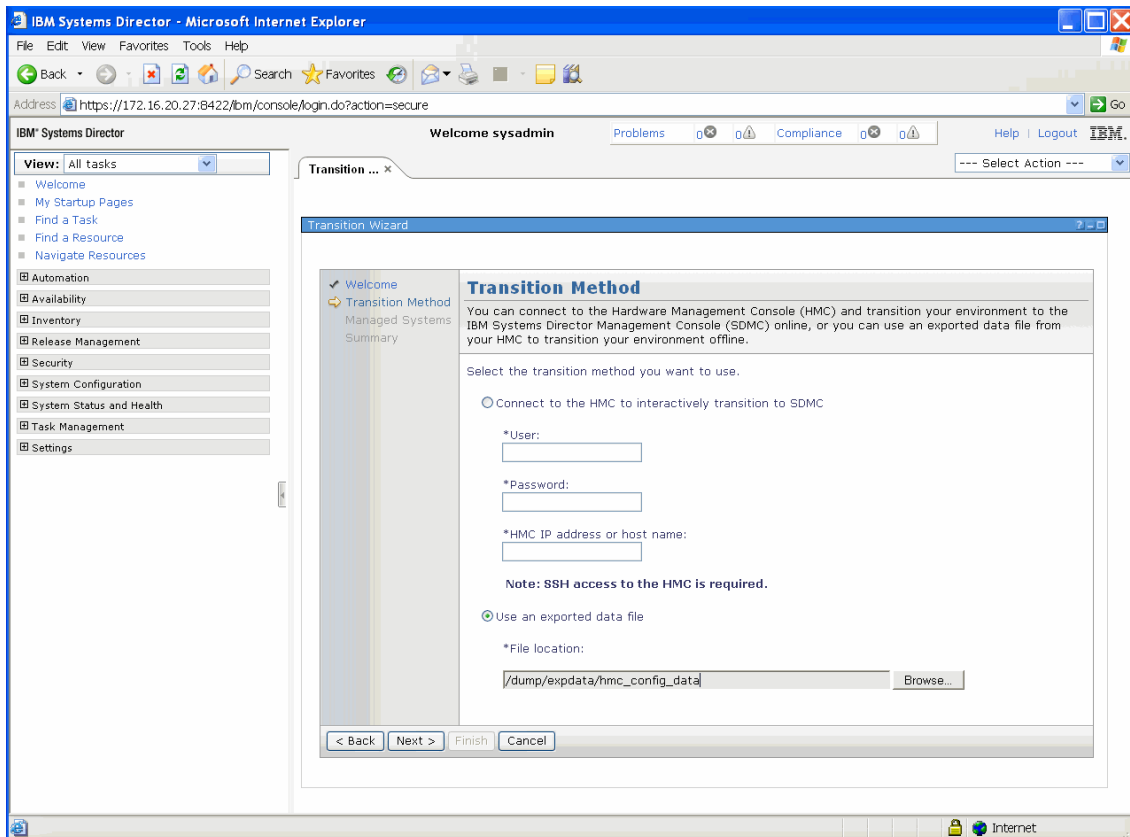 IBM Systems Director - Microsoft Internet Explorer
File Edit View Favorites Tools Help
Back Search Favorites
Address https://172.16.20.27:8422/ibm/console/login.do?action=secure Go
IBM® Systems Director Welcome sysadmin Problems 0 0 Compliance 0 0 Help | Logout IBM.
View: All tasks
Transition ... × --- Select Action ---
Welcome
My Startup Pages
Find a Task
Find a Resource
Navigate Resources
Automation
Availability
Inventory
Release Management
Security
System Configuration
System Status and Health
Task Management
Settings
Transition Wizard
Welcome
Transition Method
Managed Systems
Summary
Transition Method
You can connect to the Hardware Management Console (HMC) and transition your environment to the
IBM Systems Director Management Console (SDMC) online, or you can use an exported data file from
your HMC to transition your environment offline.
Select the transition method you want to use.
Connect to the HMC to interactively transition to SDMC
*User:
*Password:
*HMC IP address or host name:
Note: SSH access to the HMC is required.
Use an exported data file
*File location:
/dump/expdata/hmc_config_data Browse...
< Back Next > Finish Cancel
Internet